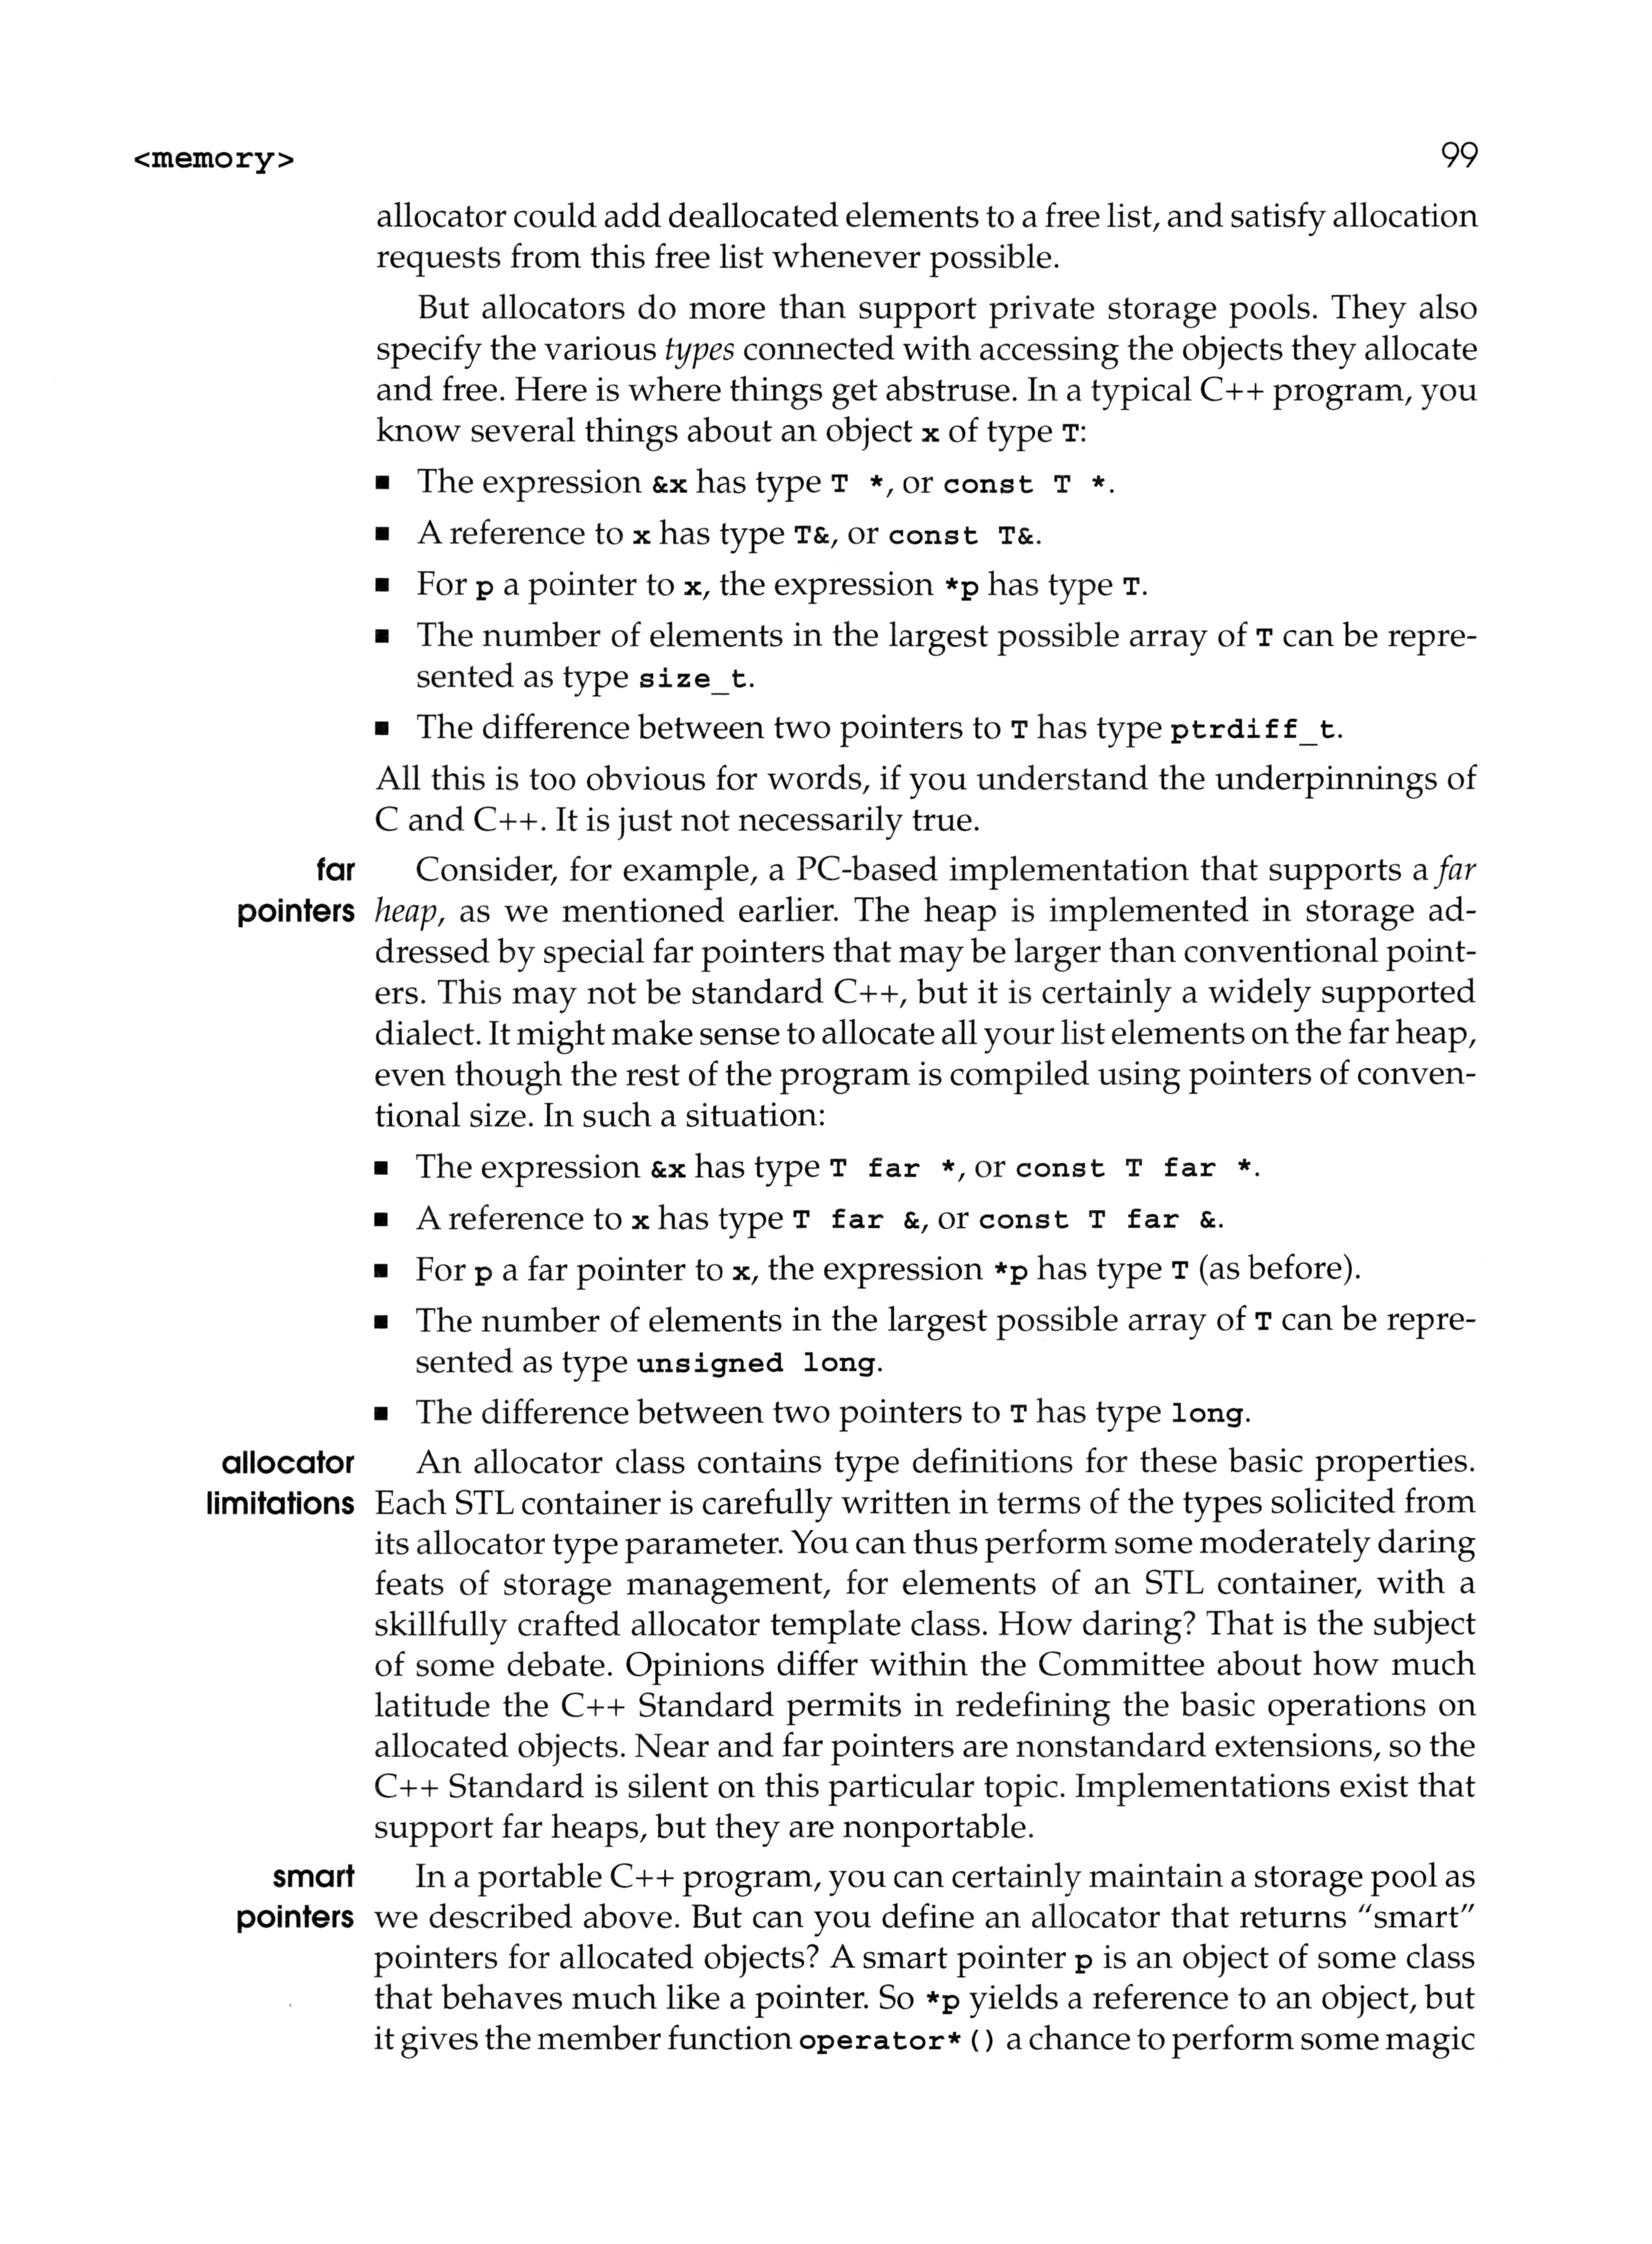 <memory> 99
allocator could add deallocated elements to a free list, and satisfy allocation
requests from this free list whenever possible.
But allocators do more than support private storage pools. They also
specify the various types connected with accessing the objects they allocate
and free. Here is where things get abstruse. In a typical C++ program, you
know several things about an object x of type T:
■ The expression &x has type T *, or const T *.
■ A reference to x has type T&, or const T&.
■ For p a pointer to x, the expression *p has type T.
■ The number of elements in the largest possible array of T can be repre-
sented as type size_t.
■ The difference between two pointers to T has type ptrdiff_t.
All this is too obvious for words, if you understand the underpinnings of
C and C++. It is just not necessarily true.
far Consider, for example, a PC-based implementation that supports a far
pointers heap, as we mentioned earlier. The heap is implemented in storage ad-
dressed by special far pointers that may be larger than conventional point-
ers. This may not be standard C++, but it is certainly a widely supported
dialect. It might make sense to allocate all your list elements on the far heap,
even though the rest of the program is compiled using pointers of conven-
tional size. In such a situation:
■ The expression &x has type T far *, or const T far *.
■ A reference to x has type T far &, or const T far &.
■ For p a far pointer to x, the expression *p has type T (as before).
■ The number of elements in the largest possible array of T can be repre-
sented as type unsigned long.
■ The difference between two pointers to T has type long.
allocator An allocator class contains type definitions for these basic properties.
limitations Each STL container is carefully written in terms of the types solicited from
its allocator type parameter. You can thus perform some moderately daring
feats of storage management, for elements of an STL container, with a
skillfully crafted allocator template class. How daring? That is the subject
of some debate. Opinions differ within the Committee about how much
latitude the C++ Standard permits in redefining the basic operations on
allocated objects. Near and far pointers are nonstandard extensions, so the
C++ Standard is silent on this particular topic. Implementations exist that
support far heaps, but they are nonportable.
smart In a portable C++ program, you can certainly maintain a storage pool as
pointers we described above. But can you define an allocator that returns "smart"
pointers for allocated objects? A smart pointer p is an object of some class
that behaves much like a pointer. So *p yields a reference to an object, but
it gives the member function operator*() a chance to perform some magic